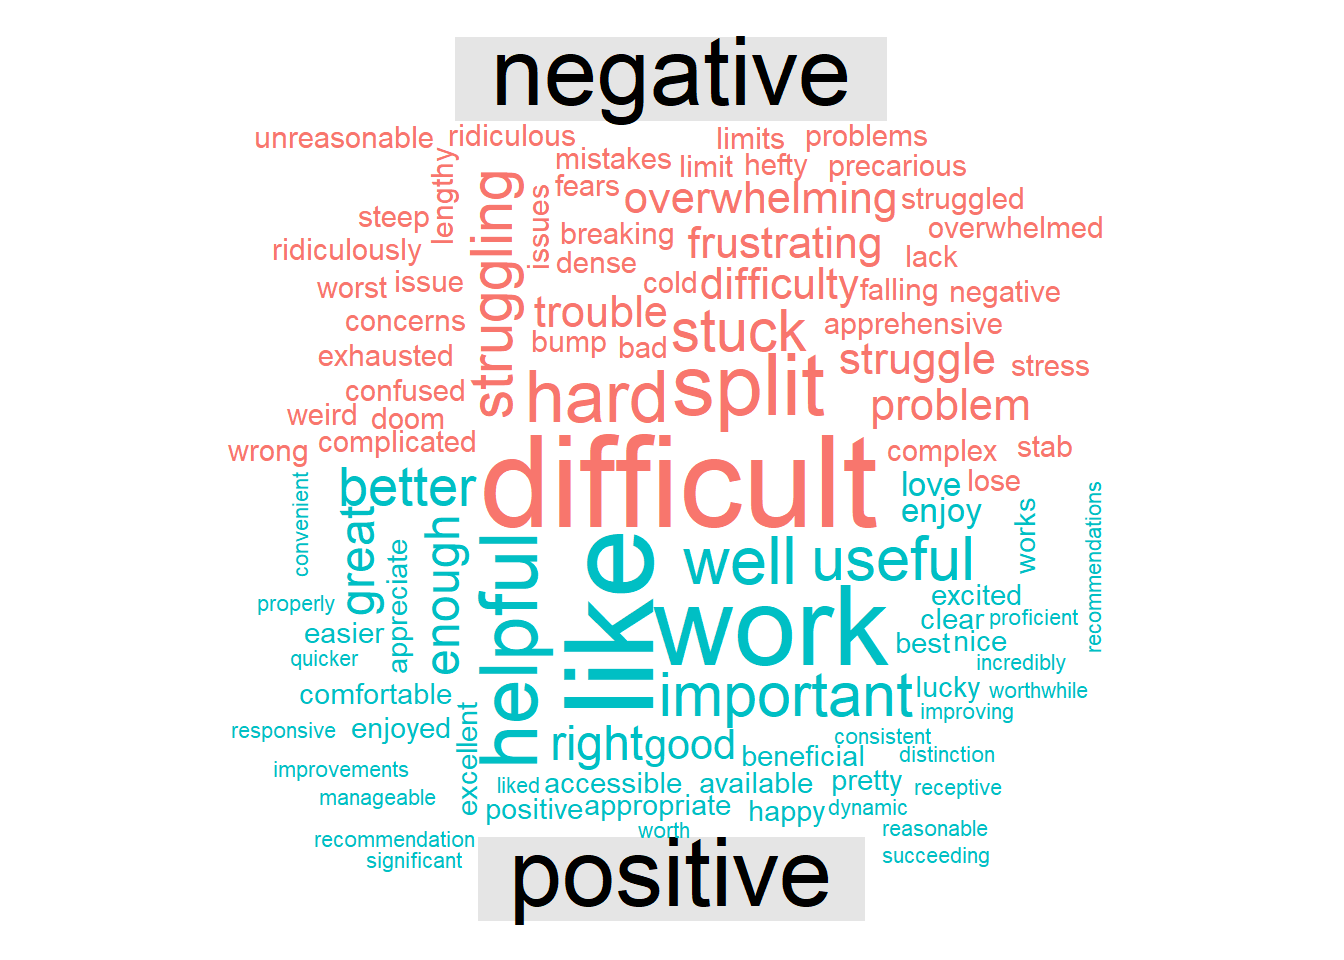 negative
unreasonable ridiculous limits problems
lengthy mistakes limit hefty precarious
struggling issues fears overwhelming struggled
steep breaking frustrating overwhelmed
ridiculously dense lack
worst issue cold difficulty falling negative
concerns trouble stuck apprehensive
exhausted bump bad struggle stress
confused hard split problem
weird doom
wrong complicated difficult complex stab
convenient better love lose recommendations
great enough enjoy works
appreciate helpful like well useful
properly excited
easier work clear proficient
quicker best nice incredibly
comfortable important lucky worthwhile
responsive enjoyed excellent improving
right good beneficial consistent distinction
improvements liked accessible available pretty receptive
manageable positive appropriate happy dynamic
recommendation worth reasonable
significant succeeding
positive